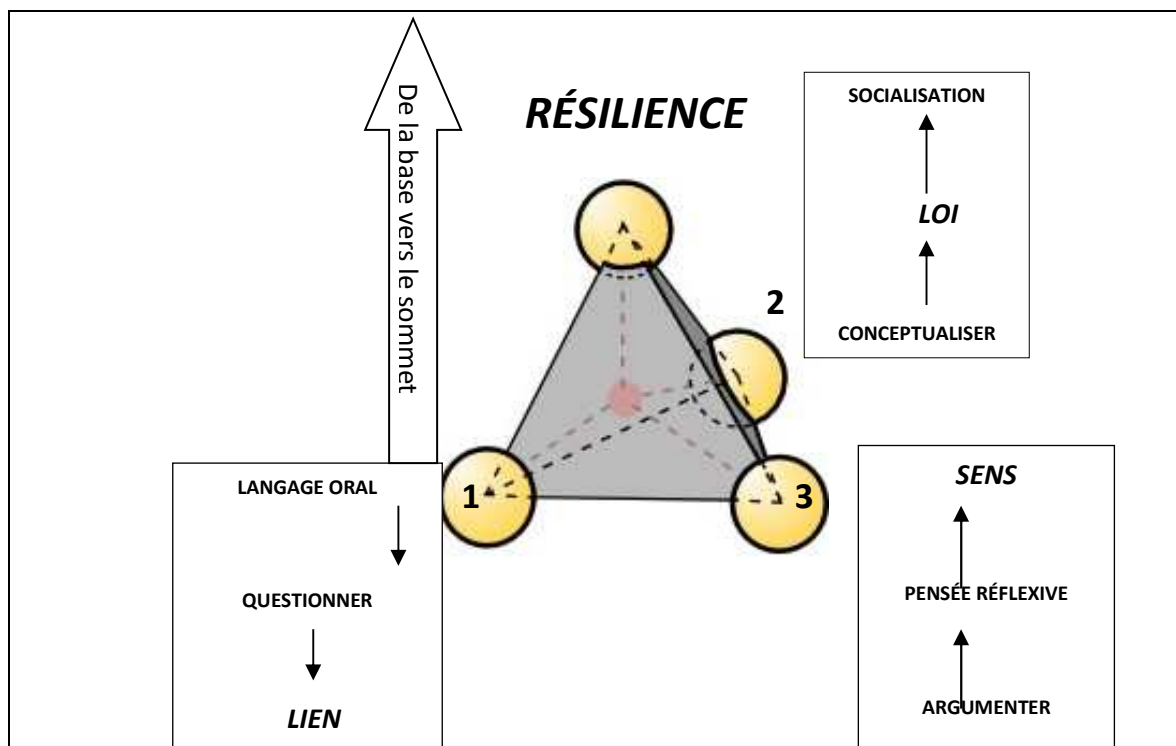 De la base vers le sommet
RÉSILIENCE
SOCIALISATION
LOI
CONCEPTUALISER
2
1
3
LANGAGE ORAL
QUESTIONNER
LIEN
SENS
PENSÉE RÉFLEXIVE
ARGUMENTER